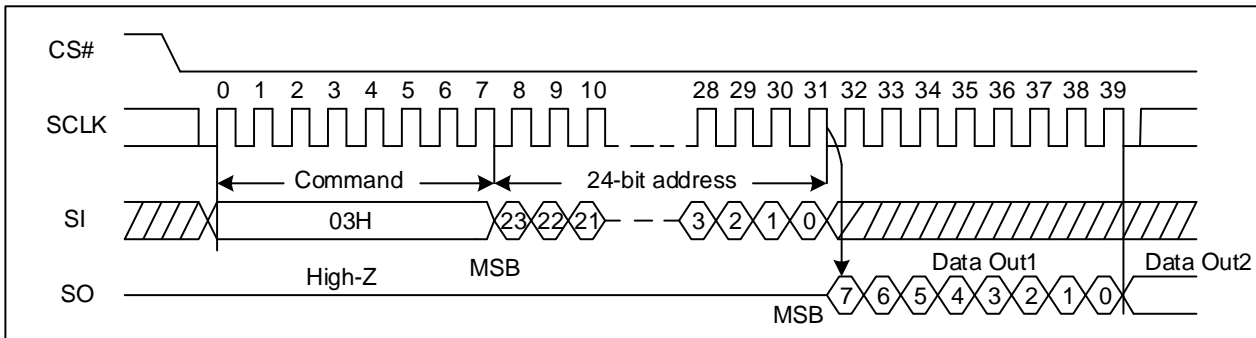 CS#
0 1 2 3 4 5 6 7 8 9 10 28 29 30 31 32 33 34 35 36 37 38 39
SCLK
Command 24-bit address
SI 03H 23 22 21 3 2 1 0
High-Z MSB Data Out1 Data Out2
SO 7 6 5 4 3 2 1 0
MSB